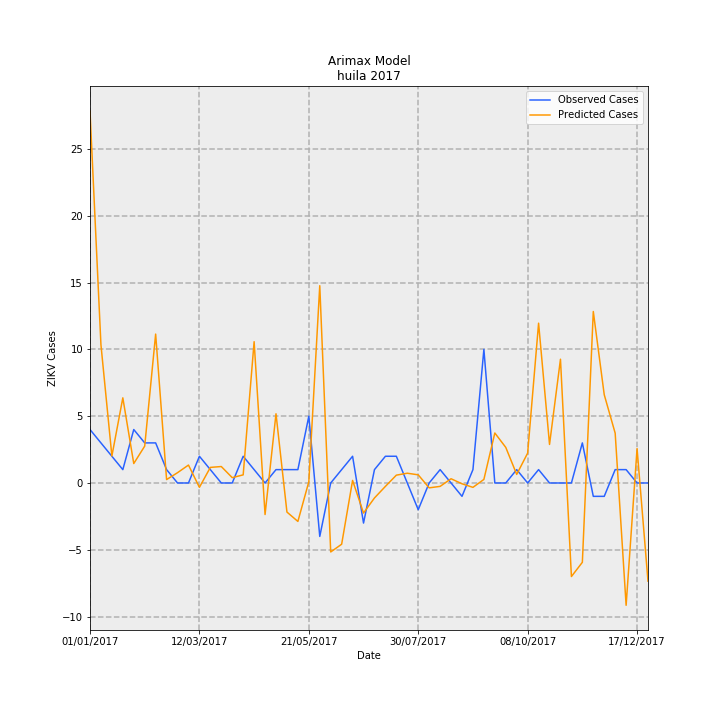 Arimax Model
huila 2017
Observed Cases
Predicted Cases
ZIKV Cases
25
20
15
10
5
0
−5
−10
01/01/2017
12/03/2017
21/05/2017
30/07/2017
08/10/2017
17/12/2017
Date